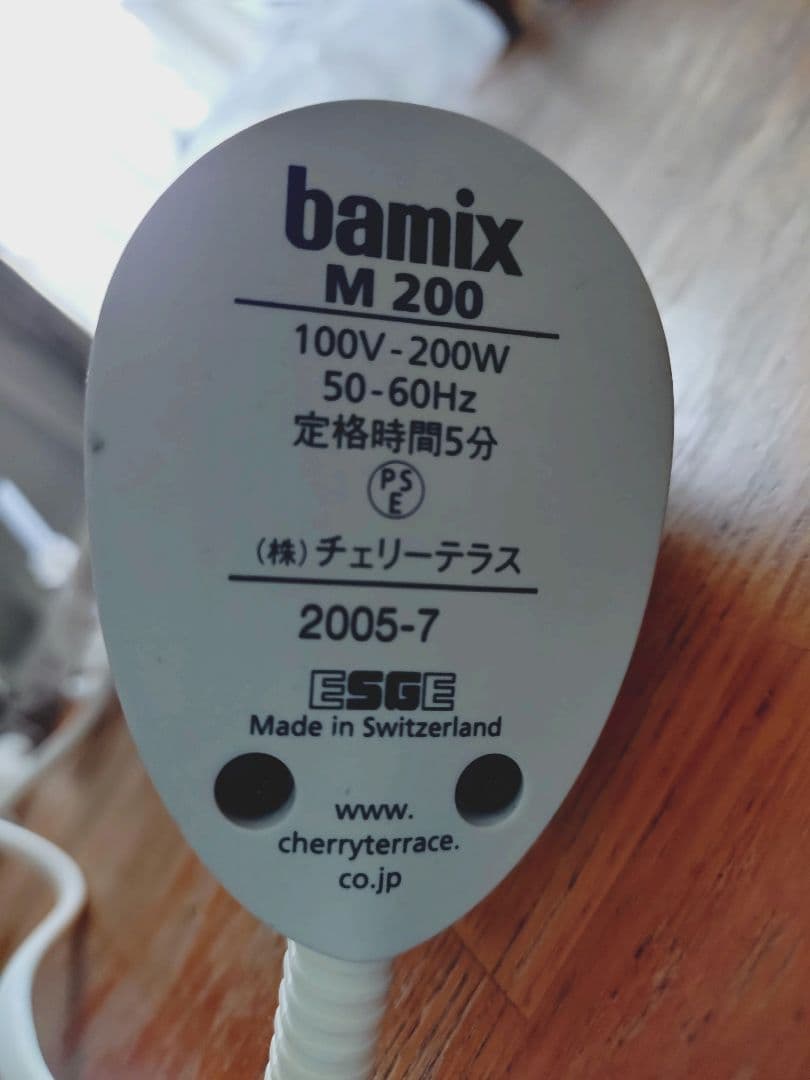 bamix
M 200
100V-200W
50-60Hz
定格時間5分
PS
E
(株)チェリーテラス
2005-7
ESGE
Made in Switzerland
www.
cherryterrace.
co.jp